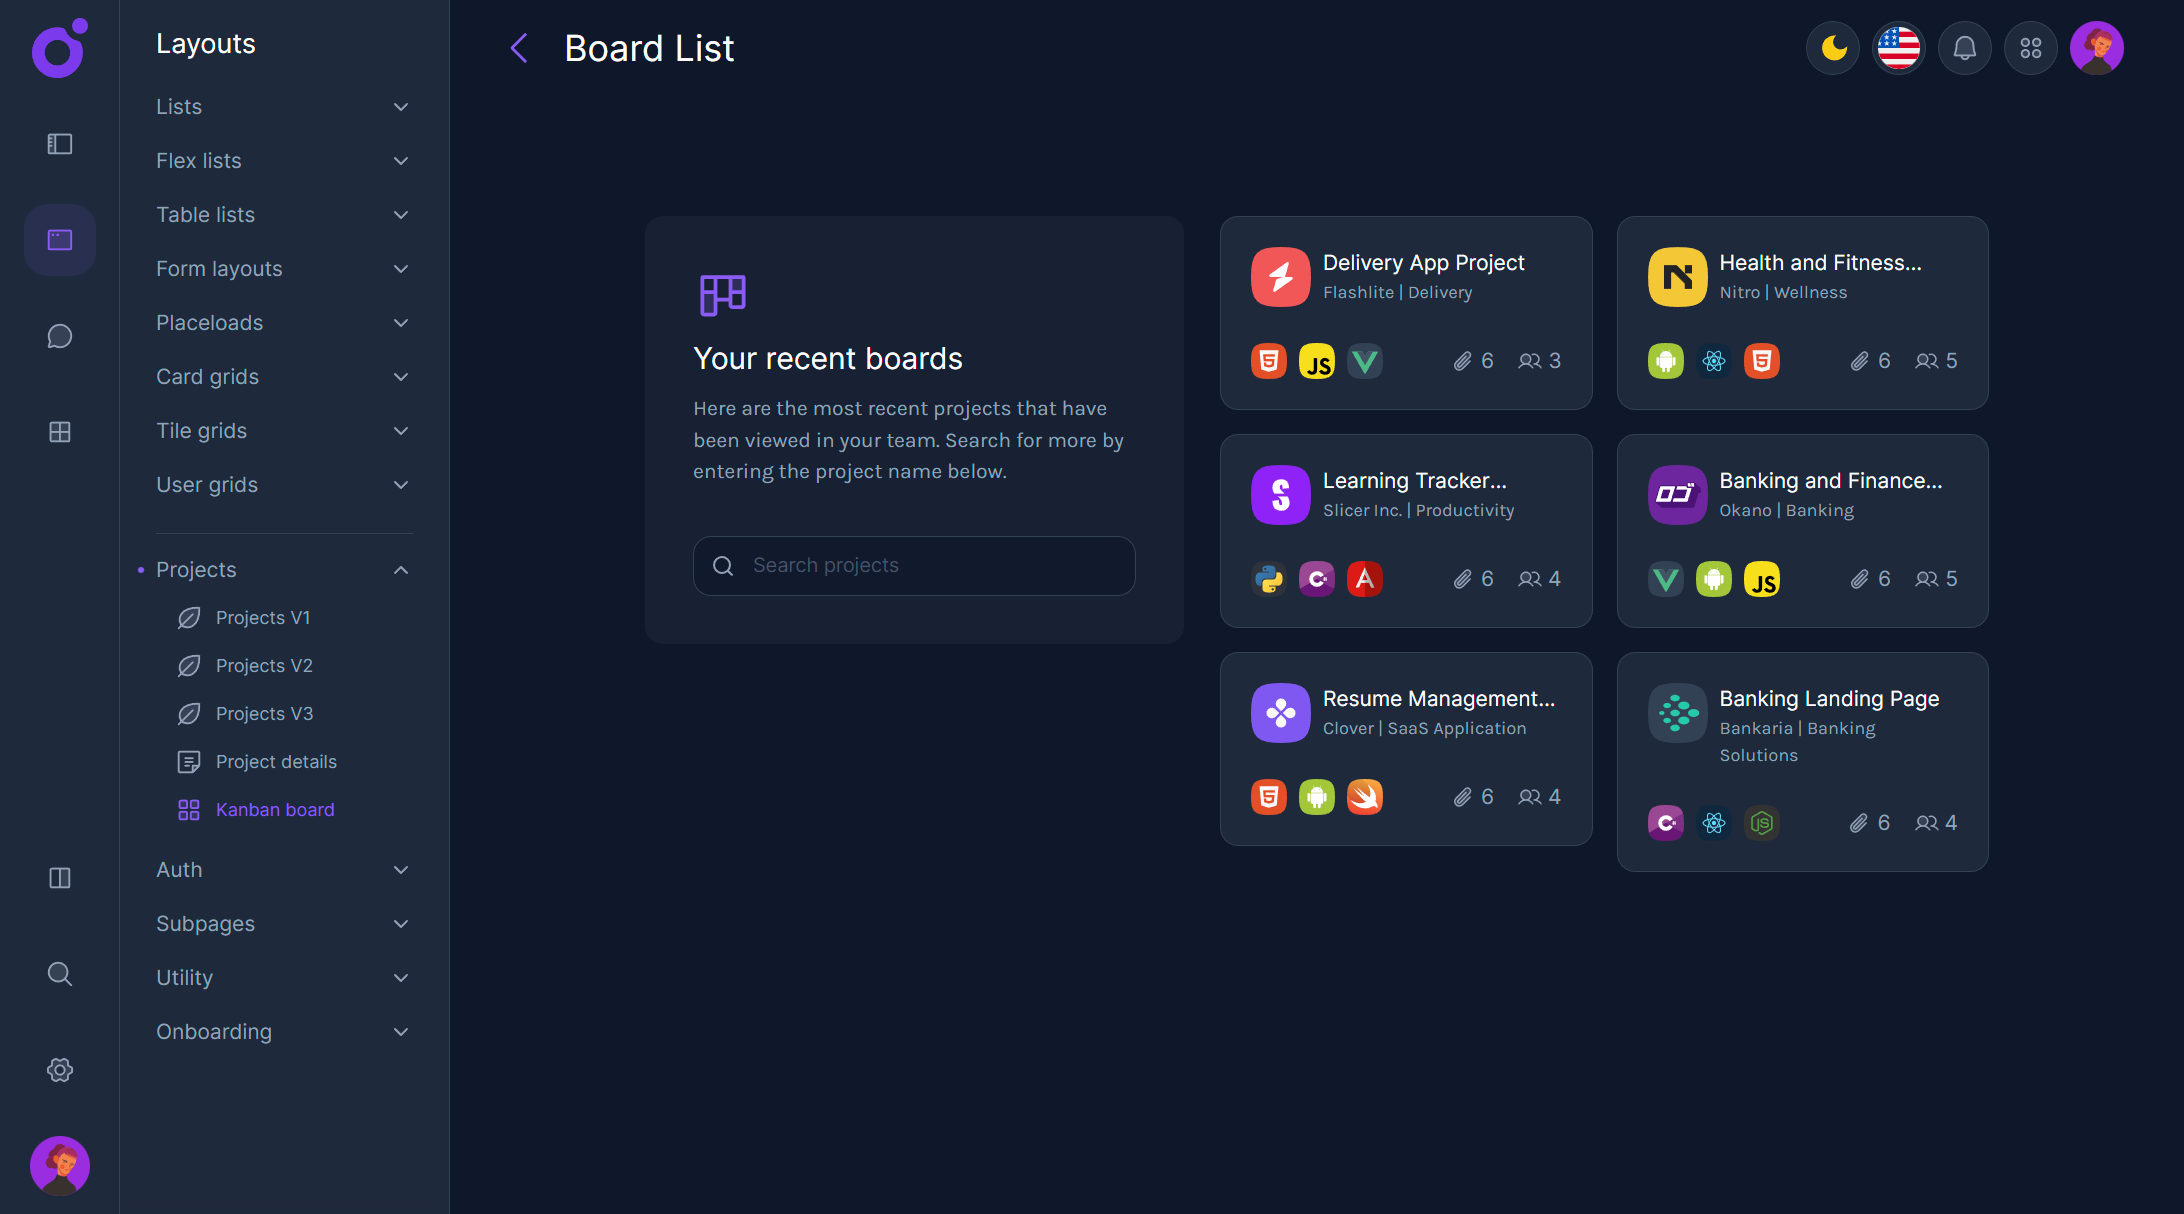 Layouts
Lists
Flex lists
Table lists
Form layouts
Placeloads
Card grids
Tile grids
User grids
Projects
Projects V1
Projects V2
Projects V3
Project details
Kanban board
Auth
Subpages
Utility
Onboarding
Board List
Your recent boards
Here are the most recent projects that have
been viewed in your team. Search for more by
entering the project name below.
Search projects
Delivery App Project
Flashlite | Delivery
JS
6
3
Health and Fitness...
Nitro | Wellness
6
5
Learning Tracker...
Slicer Inc. | Productivity
6
4
Banking and Finance...
Okano | Banking
JS
6
5
Resume Management...
Clover | SaaS Application
6
4
Banking Landing Page
Bankaria | Banking
Solutions
6
4